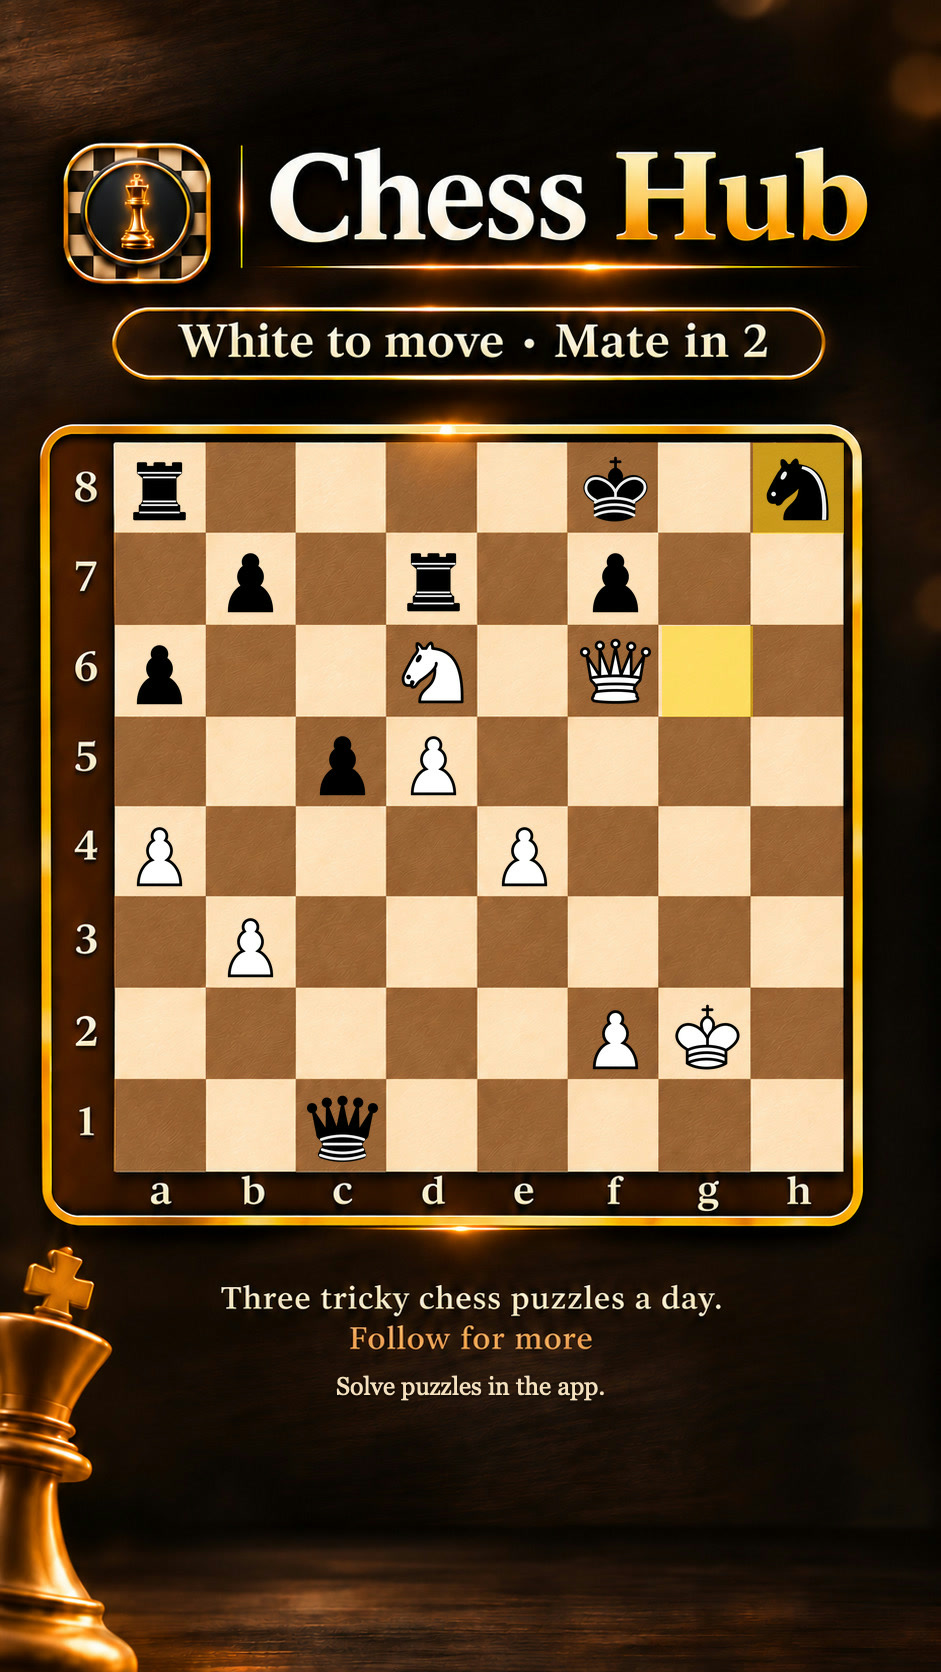 Chess Hub
White to move • Mate in 2
8
7
6
5
4
3
2
1
a b c d e f g h
Three tricky chess puzzles a day.
Follow for more
Solve puzzles in the app.